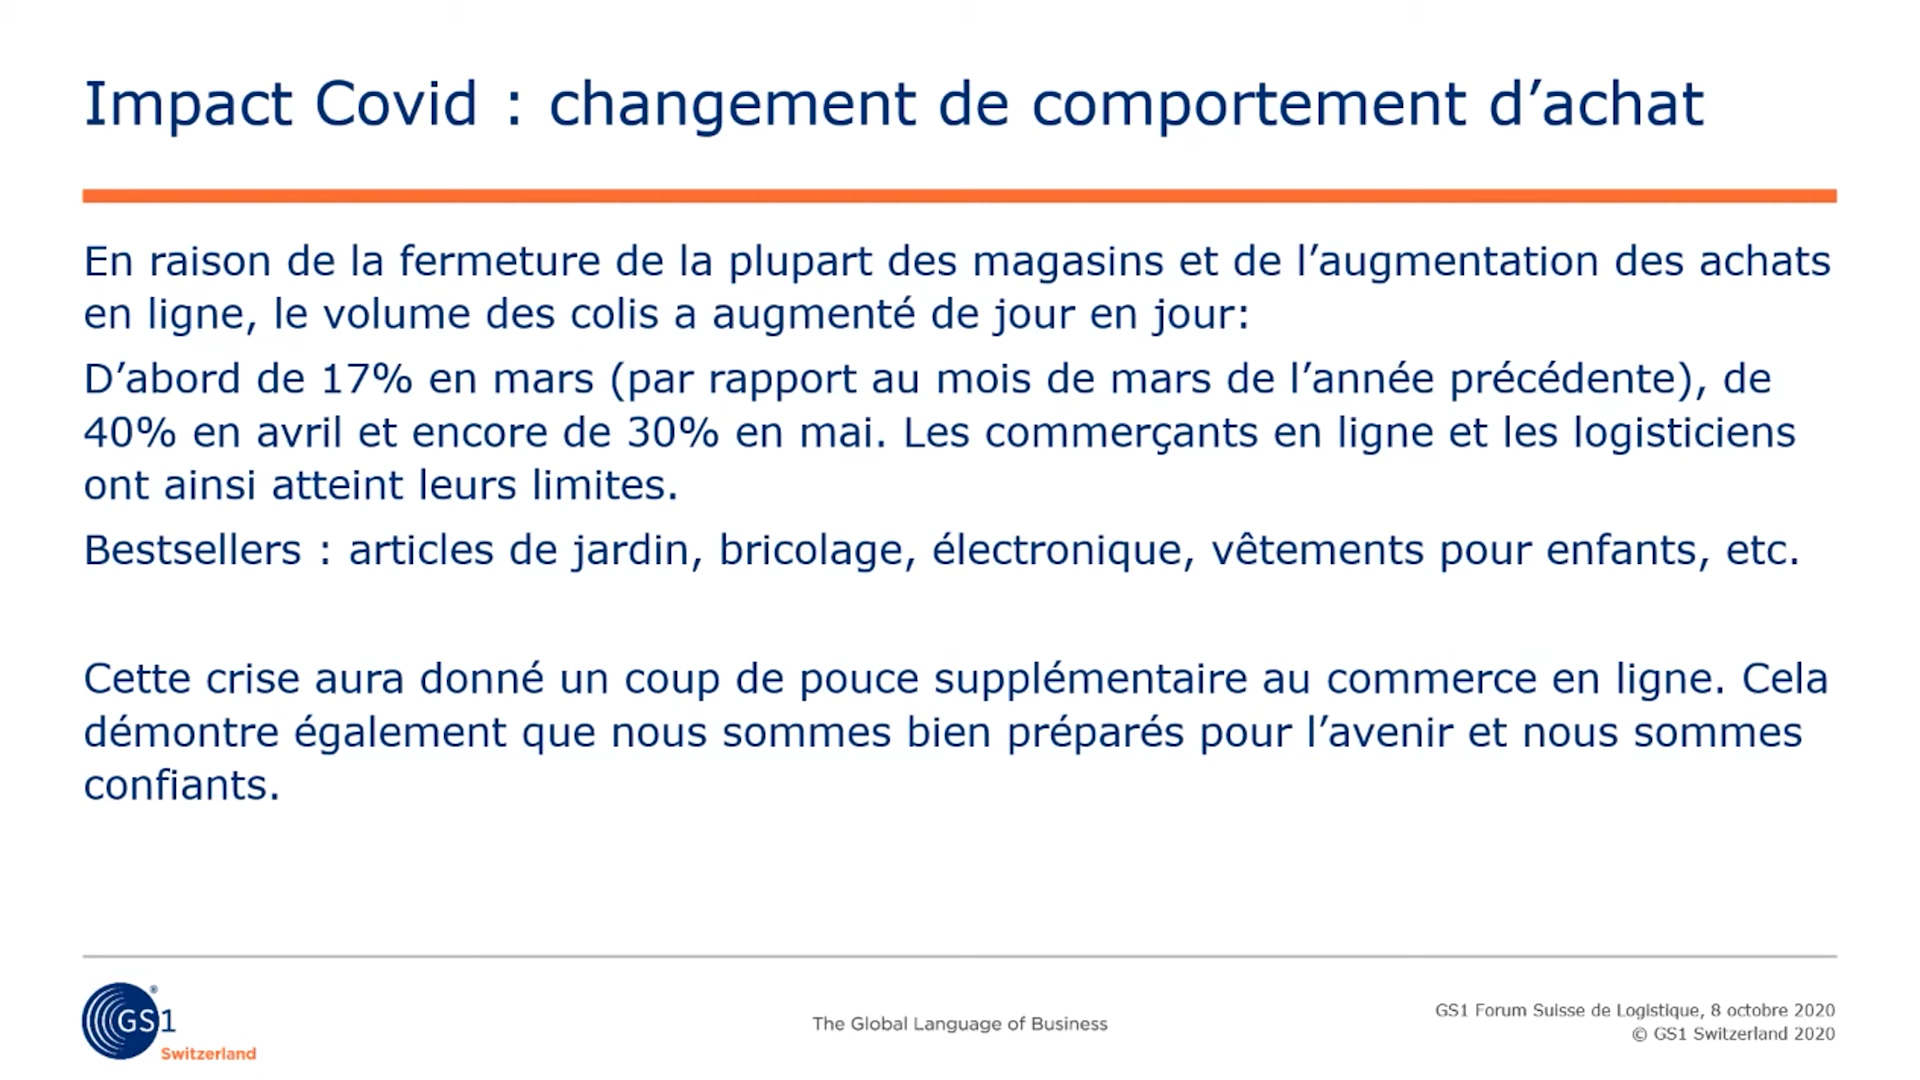 Impact Covid : changement de comportement d’achat
En raison de la fermeture de la plupart des magasins et de l’augmentation des achats
en ligne, le volume des colis a augmenté de jour en jour:
D’abord de 17% en mars (par rapport au mois de mars de l’année précédente), de
40% en avril et encore de 30% en mai. Les commerçants en ligne et les logisticiens
ont ainsi atteint leurs limites.
Bestsellers : articles de jardin, bricolage, électronique, vêtements pour enfants, etc.
Cette crise aura donné un coup de pouce supplémentaire au commerce en ligne. Cela
démontre également que nous sommes bien préparés pour l’avenir et nous sommes
confiants.
GS1
®
Switzerland
The Global Language of Business
GS1 Forum Suisse de Logistique, 8 octobre 2020
© GS1 Switzerland 2020